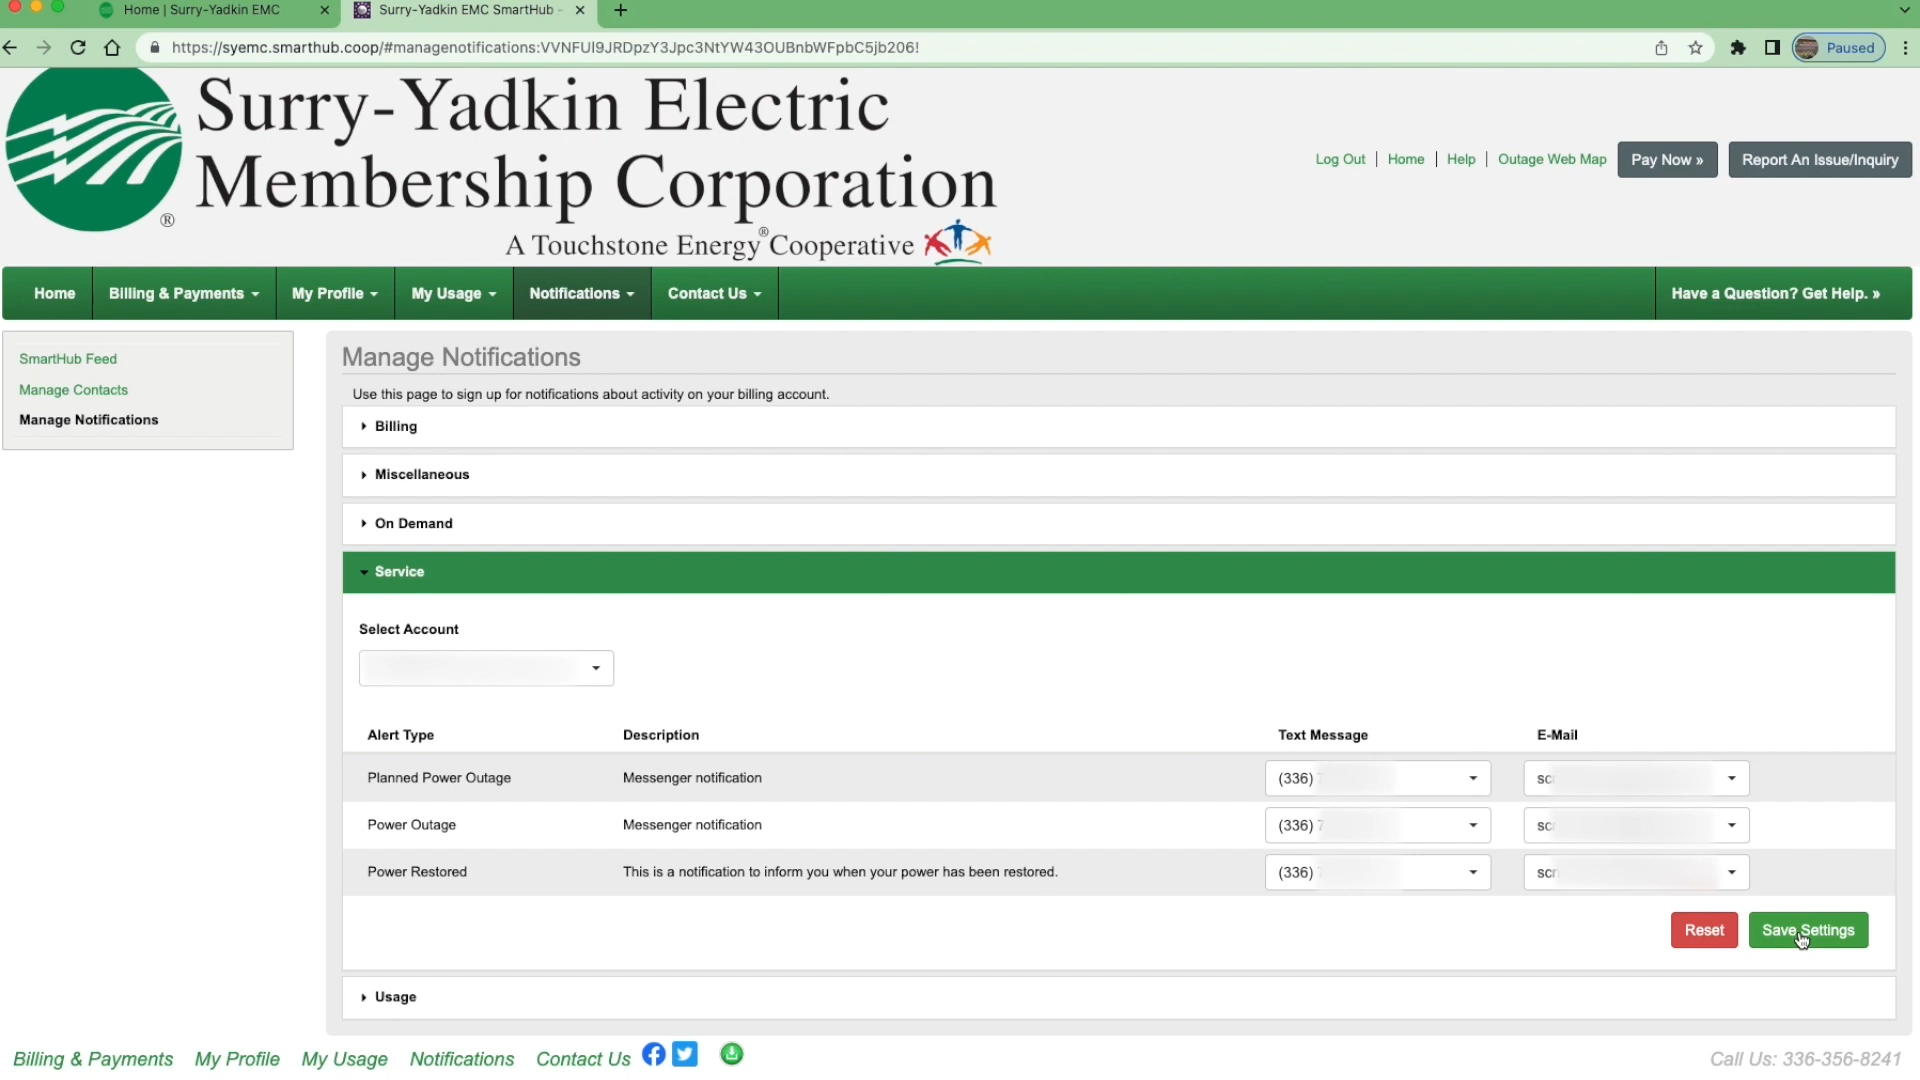 Home | Surry-Yadkin EMC
Surry-Yadkin EMC SmartHub -
https://syemc.smarthub.coop/#managenotifications:VVNFUl9JRDpzY3Jpc3NtYW43OUBnbWFpbC5jb206!
Paused
Surry-Yadkin Electric
Membership Corporation
®
A Touchstone Energy® Cooperative
Log Out | Home | Help | Outage Web Map
Pay Now »
Report An Issue/Inquiry
Home
Billing & Payments
My Profile
My Usage
Notifications
Contact Us
Have a Question? Get Help. »
SmartHub Feed
Manage Contacts
Manage Notifications
Manage Notifications
Use this page to sign up for notifications about activity on your billing account.
Billing
Miscellaneous
On Demand
Service
Select Account
Alert Type Description Text Message E-Mail
Planned Power Outage Messenger notification (336)
Power Outage Messenger notification (336) 7
Power Restored This is a notification to inform you when your power has been restored. (336)
Reset
Save Settings
Usage
Billing & Payments My Profile My Usage Notifications Contact Us
Call Us: 336-356-8241